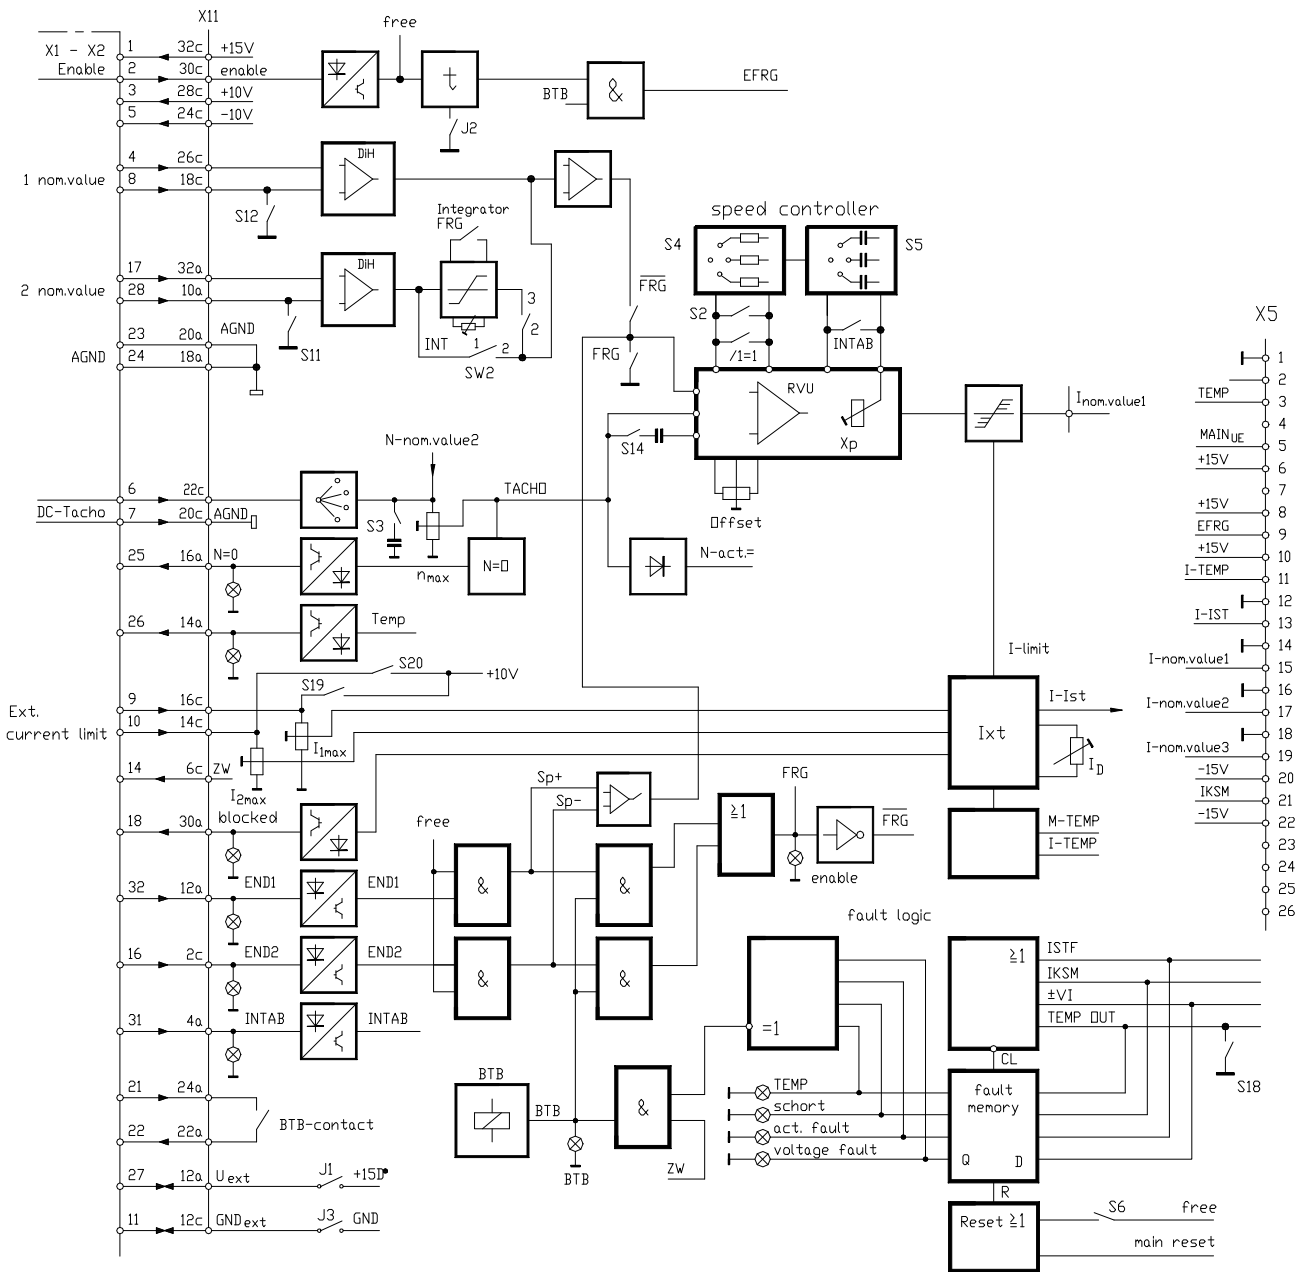 X11
free
X1 - X2
1 32c +15V
Enable 2 30c enable
3 28c +10V
5 24c -10V
t
J2
BTB
&
EFRG
4 26c
1 nom.value 8 18c
S12
DiH
Integrator
FRG
speed controller
S4
S5
17 32a
2 nom.value 28 10a
S11
DiH
INT
3
2
1 2
SW2
FRG
FRG
S2
/1=1
INTAB
23 20a AGND
AGND 24 18a
RVU
Xp
S14
Offset
Inom.value1
N-nom.value2
6 22c
DC-Tacho 7 20c AGND
S3
nmax
TACHO
N=0
N-act.=
25 16a N=0
26 14a
Temp
S20
S19
+10V
Ext.
current limit
9 16c
10 14c
I1max
I2max
14 6c ZW
blocked
18 30a
I-limit
Ixt
I-Ist
ID
M-TEMP
I-TEMP
Sp+
Sp-
free
FRG
≥1
FRG
enable
&
&
&
&
32 12a END1 END1
16 2c END2 END2
31 4a INTAB INTAB
21 24a
22 22a
BTB-contact
27 12a Uext J1 +15D
11 12c GNDext J3 GND
BTB
BTB
BTB
&
ZW
fault logic
=1
≥1
ISTF
IKSM
±VI
TEMP OUT
S18
CL
TEMP
schort
act. fault
voltage fault
fault
memory
Q D
R
Reset ≥1
S6
free
main reset
X5
1
2
TEMP 3
4
MAINUE 5
+15V 6
7
+15V 8
EFRG 9
+15V 10
I-TEMP 11
12
I-IST 13
14
I-nom.value1 15
16
I-nom.value2 17
18
I-nom.value3 19
-15V 20
IKSM 21
-15V 22
23
24
25
26